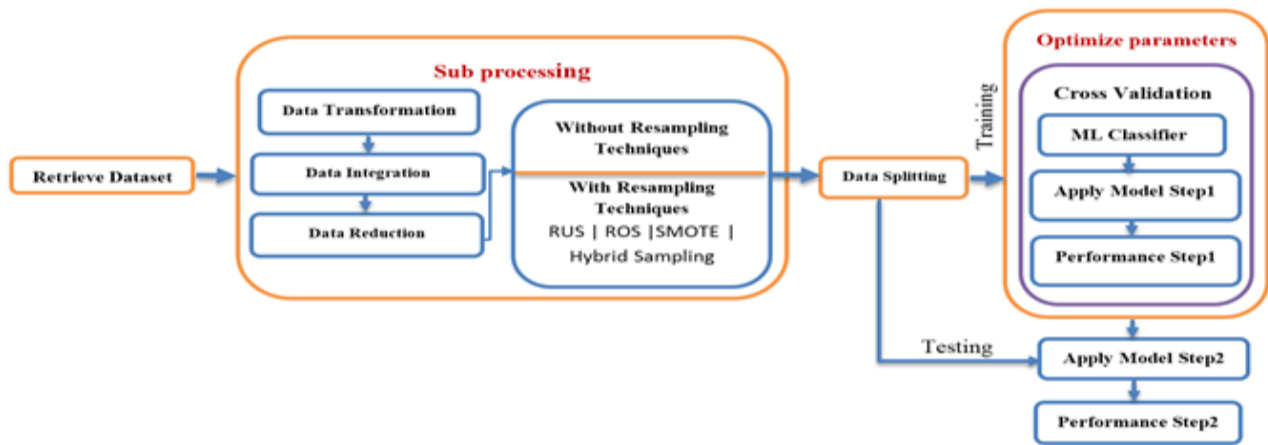 Retrieve Dataset
Sub processing
Data Transformation
Data Integration
Data Reduction
Without Resampling
Techniques
With Resampling
Techniques
RUS | ROS |SMOTE |
Hybrid Sampling
Data Splitting
Training
Testing
Optimize parameters
Cross Validation
ML Classifier
Apply Model Step1
Performance Step1
Apply Model Step2
Performance Step2